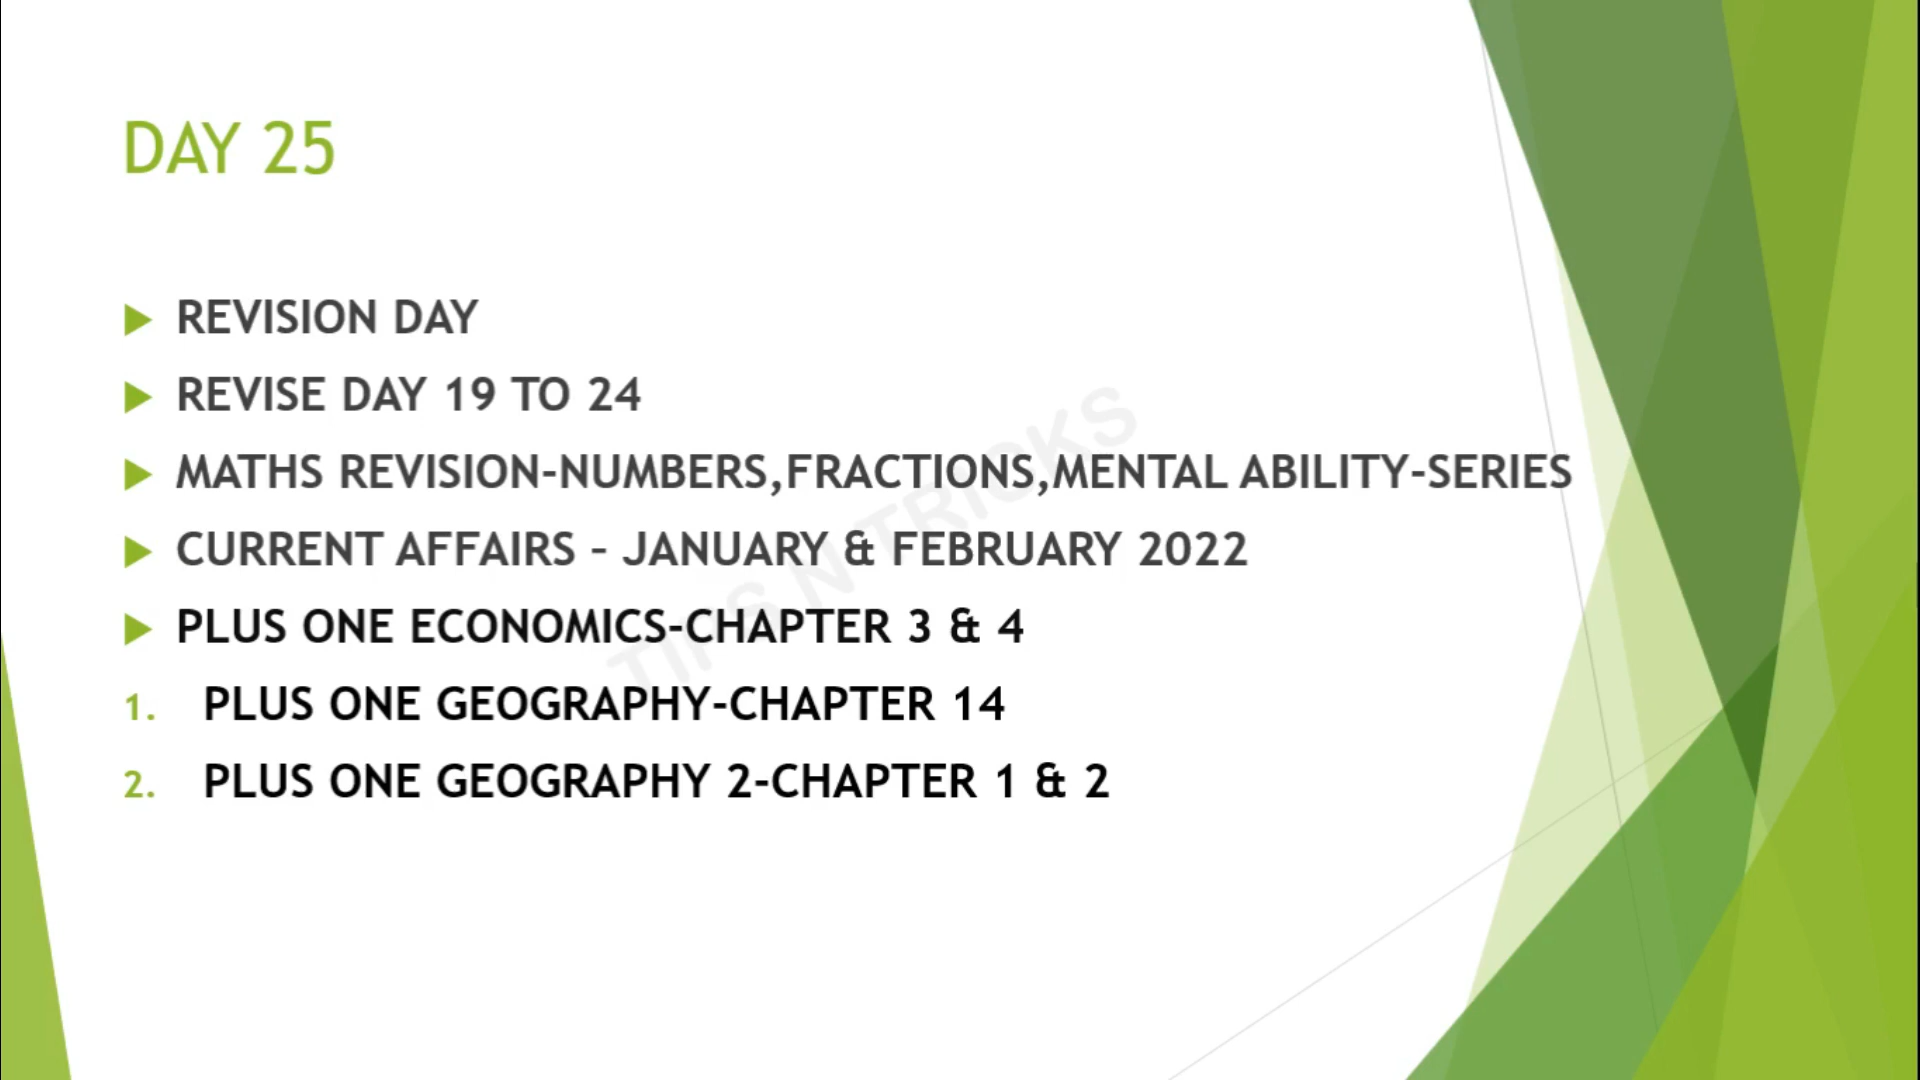 DAY 25
REVISION DAY
REVISE DAY 19 TO 24
MATHS REVISION-NUMBERS,FRACTIONS,MENTAL ABILITY-SERIES
CURRENT AFFAIRS – JANUARY & FEBRUARY 2022
PLUS ONE ECONOMICS-CHAPTER 3 & 4
1. PLUS ONE GEOGRAPHY-CHAPTER 14
2. PLUS ONE GEOGRAPHY 2-CHAPTER 1 & 2
TIPS N TRICKS